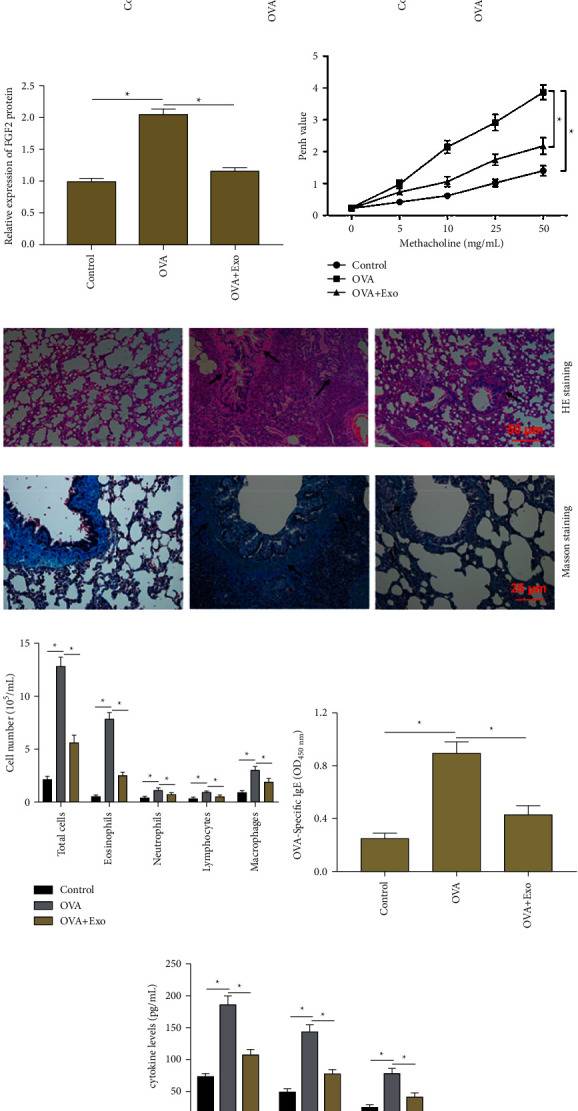 OVA
OVA
Relative expression of FGF2 protein
2.5
2.0
1.5
1.0
0.5
0.0
*
*
Control
OVA
OVA+Exo
Penh value
5
4
3
2
1
0
0
5
10
25
50
*
*
Methacholine (mg/mL)
Control
OVA
OVA+Exo
HE staining
Masson staining
25 μm
Cell number (10⁵/mL)
15
10
5
0
* *
* *
* *
* *
* *
Total cells
Eosinophils
Neutrophils
Lymphocytes
Macrophages
Control
OVA
OVA+Exo
OVA-Specific IgE (OD450 nm)
1.2
0.8
0.4
0.0
*
*
Control
OVA
OVA+Exo
cytokine levels (pg/mL)
250
200
150
100
50
* *
* *
* *